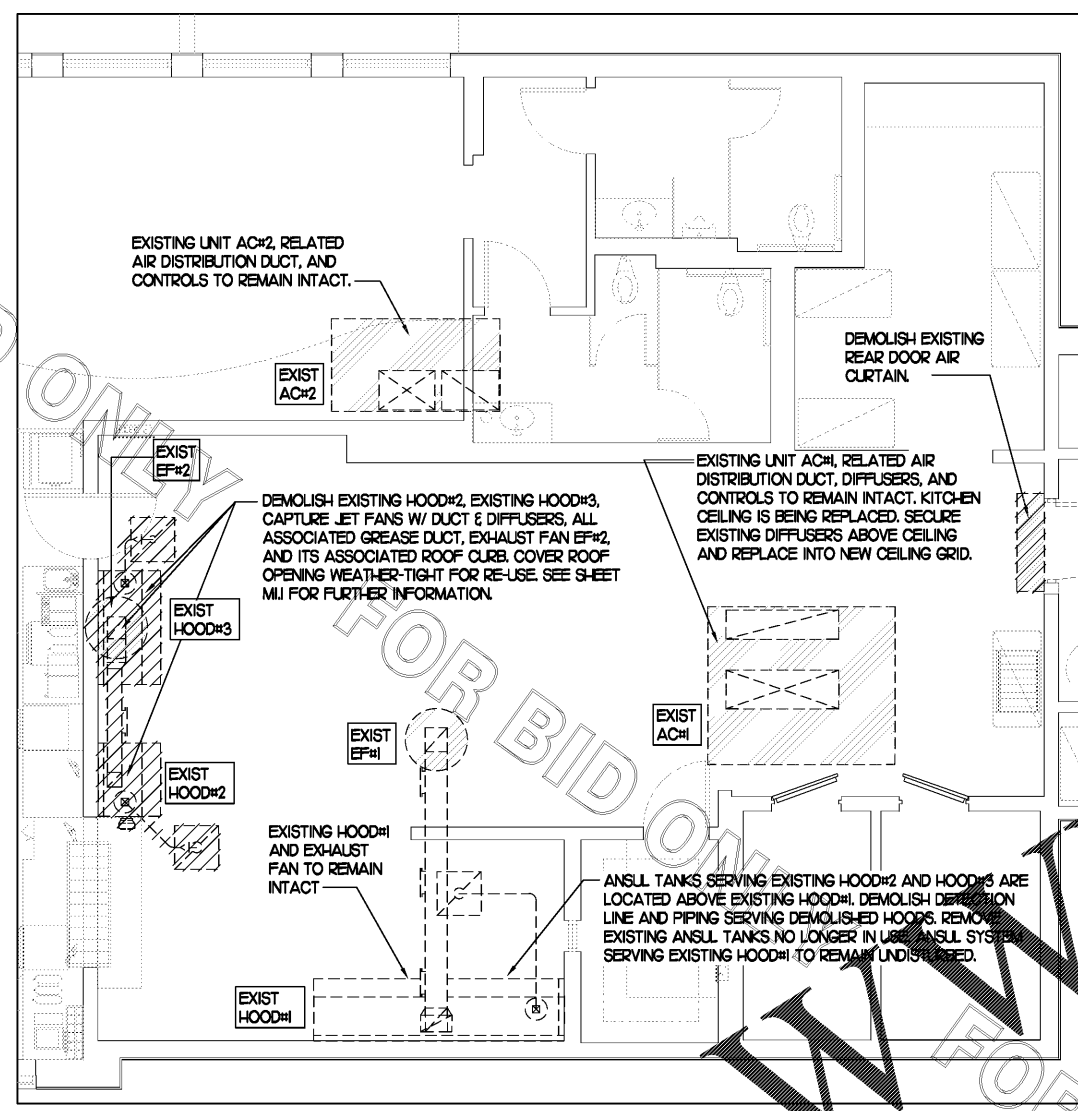 EXISTING UNIT AC#2, RELATED
AIR DISTRIBUTION DUCT, AND
CONTROLS TO REMAIN INTACT.
DEMOLISH EXISTING
REAR DOOR AIR
CURTAIN.
EXIST
AC#2
ONLY
EXIST
EF#2
EXISTING UNIT AC#1, RELATED AIR
DISTRIBUTION DUCT, DIFFUSERS, AND
CONTROLS TO REMAIN INTACT. KITCHEN
CEILING IS BEING REPLACED. SECURE
EXISTING DIFFUSERS ABOVE CEILING
AND REPLACE INTO NEW CEILING GRID.
DEMOLISH EXISTING HOOD#2, EXISTING HOOD#3,
CAPTURE JET FANS W/ DUCT & DIFFUSERS, ALL
ASSOCIATED GREASE DUCT, EXHAUST FAN EF#2,
AND ITS ASSOCIATED ROOF CURB. COVER ROOF
OPENING WEATHER-TIGHT FOR RE-USE. SEE SHEET
M1.1 FOR FURTHER INFORMATION.
EXIST
HOOD#3
FOR BID ONLY
EXIST
EF#1
EXIST
AC#1
EXIST
HOOD#2
EXISTING HOOD#1
AND EXHAUST
FAN TO REMAIN
INTACT
ANSUL TANKS SERVING EXISTING HOOD#2 AND HOOD#3 ARE
LOCATED ABOVE EXISTING HOOD#1. DEMOLISH DETECTION
LINE AND PIPING SERVING DEMOLISHED HOODS. REMOVE
EXISTING ANSUL TANKS NO LONGER IN USE. ANSUL SYSTEM
SERVING EXISTING HOOD#1 TO REMAIN UNDISTURBED.
EXIST
HOOD#1
WW
FO